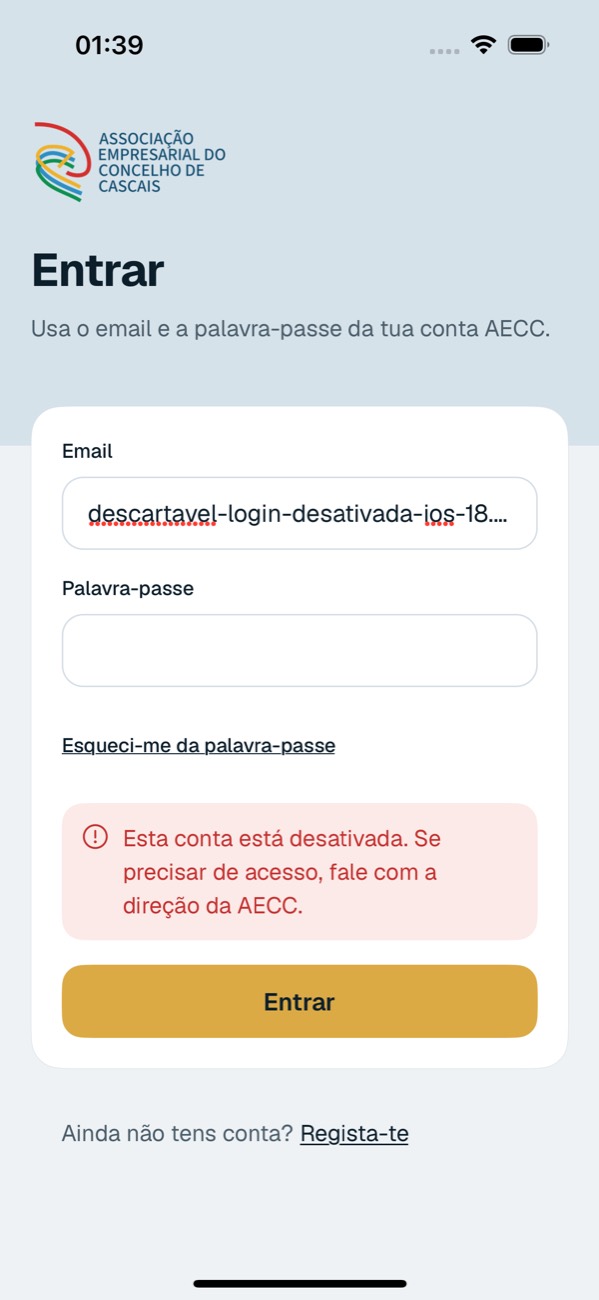 01:39
ASSOCIAÇÃO
EMPRESARIAL DO
CONCELHO DE
CASCAIS
Entrar
Usa o email e a palavra-passe da tua conta AECC.
Email
descartavel-login-desativada-ios-18....
Palavra-passe
Esqueci-me da palavra-passe
Esta conta está desativada. Se
precisar de acesso, fale com a
direção da AECC.
Entrar
Ainda não tens conta? Regista-te